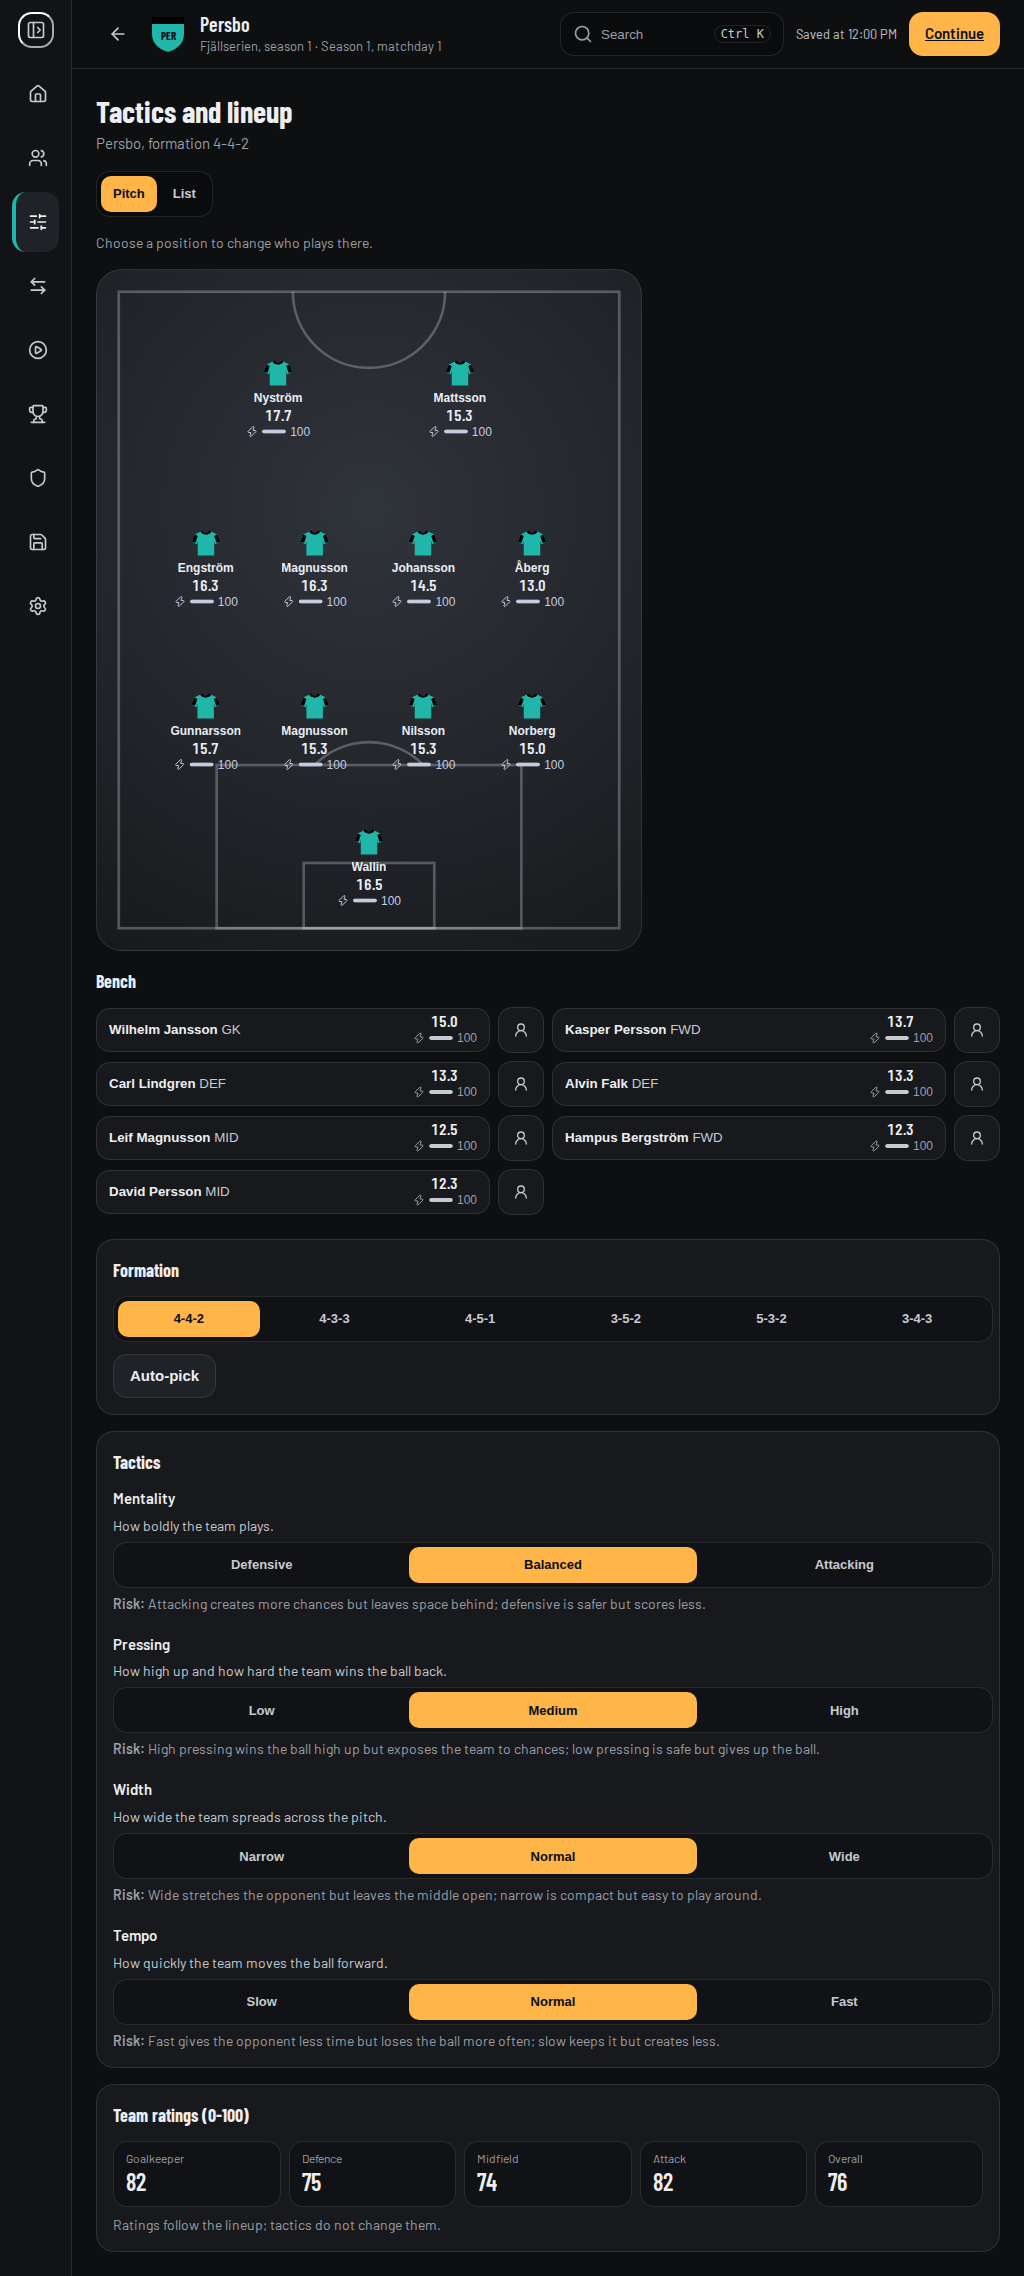 PER
Persbo
Fjällserien, season 1 · Season 1, matchday 1
Search
Ctrl K
Saved at 12:00 PM
Continue
Tactics and lineup
Persbo, formation 4-4-2
Pitch
List
Choose a position to change who plays there.
Nyström
17.7
100
Mattsson
15.3
100
Engström
16.3
100
Magnusson
16.3
100
Johansson
14.5
100
Åberg
13.0
100
Gunnarsson
15.7
100
Magnusson
15.3
100
Nilsson
15.3
100
Norberg
15.0
100
Wallin
16.5
100
Bench
Wilhelm Jansson GK
15.0
100
Kasper Persson FWD
13.7
100
Carl Lindgren DEF
13.3
100
Alvin Falk DEF
13.3
100
Leif Magnusson MID
12.5
100
Hampus Bergström FWD
12.3
100
David Persson MID
12.3
100
Formation
4-4-2
4-3-3
4-5-1
3-5-2
5-3-2
3-4-3
Auto-pick
Tactics
Mentality
How boldly the team plays.
Defensive
Balanced
Attacking
Risk: Attacking creates more chances but leaves space behind; defensive is safer but scores less.
Pressing
How high up and how hard the team wins the ball back.
Low
Medium
High
Risk: High pressing wins the ball high up but exposes the team to chances; low pressing is safe but gives up the ball.
Width
How wide the team spreads across the pitch.
Narrow
Normal
Wide
Risk: Wide stretches the opponent but leaves the middle open; narrow is compact but easy to play around.
Tempo
How quickly the team moves the ball forward.
Slow
Normal
Fast
Risk: Fast gives the opponent less time but loses the ball more often; slow keeps it but creates less.
Team ratings (0-100)
Goalkeeper
82
Defence
75
Midfield
74
Attack
82
Overall
76
Ratings follow the lineup; tactics do not change them.